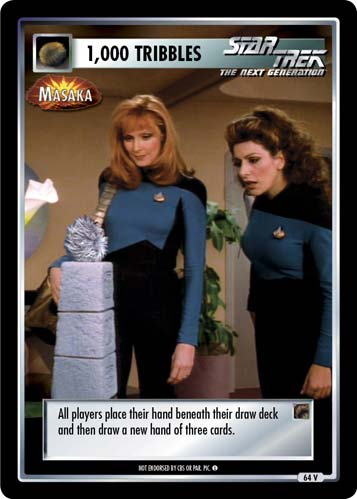 1,000 TRIBBLES
STAR TREK
THE NEXT GENERATION
MASAKA
All players place their hand beneath their draw deck
and then draw a new hand of three cards.
NOT ENDORSED BY CBS OR PAR. PIC.
64 V